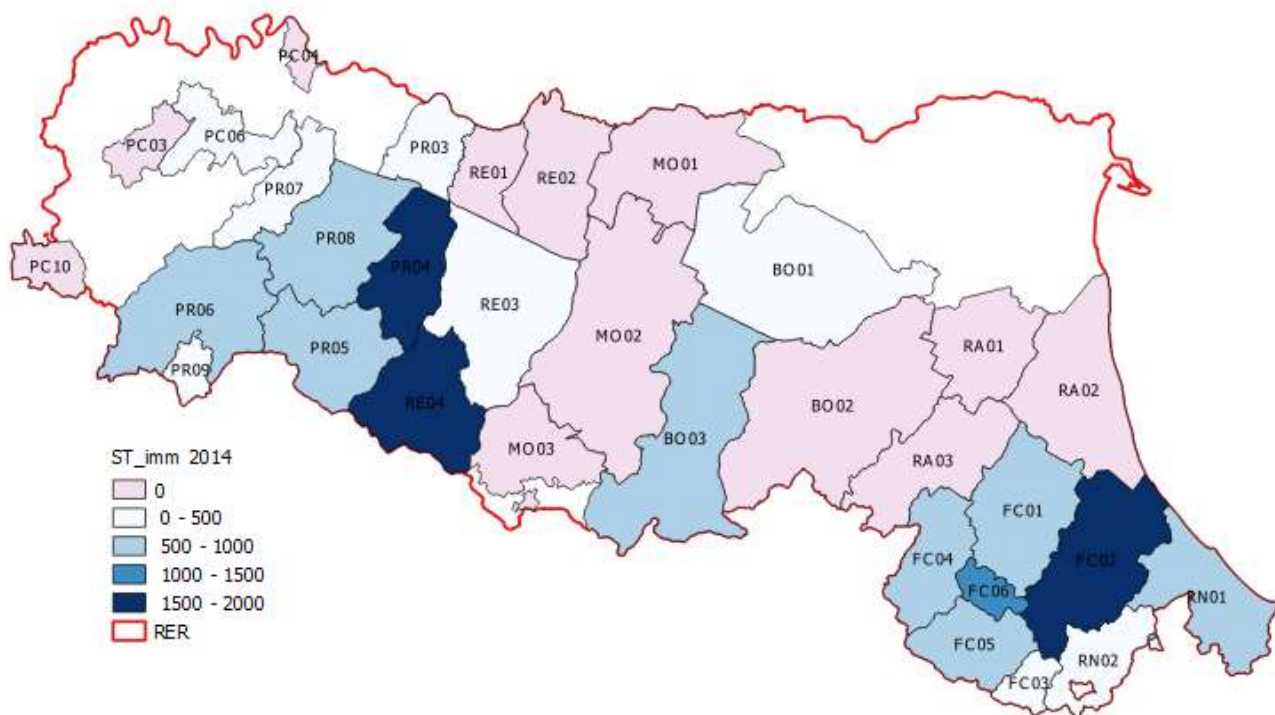 PC04
PC03
PC06
PR03
RE01
RE02
MO01
PR07
PR08
PC10
PR04
BO01
PR06
RE03
MO02
PR05
RA01
PR09
RE04
BO02
RA02
BO03
MO03
RA03
ST_imm 2014
0
0 - 500
500 - 1000
1000 - 1500
1500 - 2000
RER
FC01
FC04
FC02
FC06
RN01
FC05
RN02
FC03